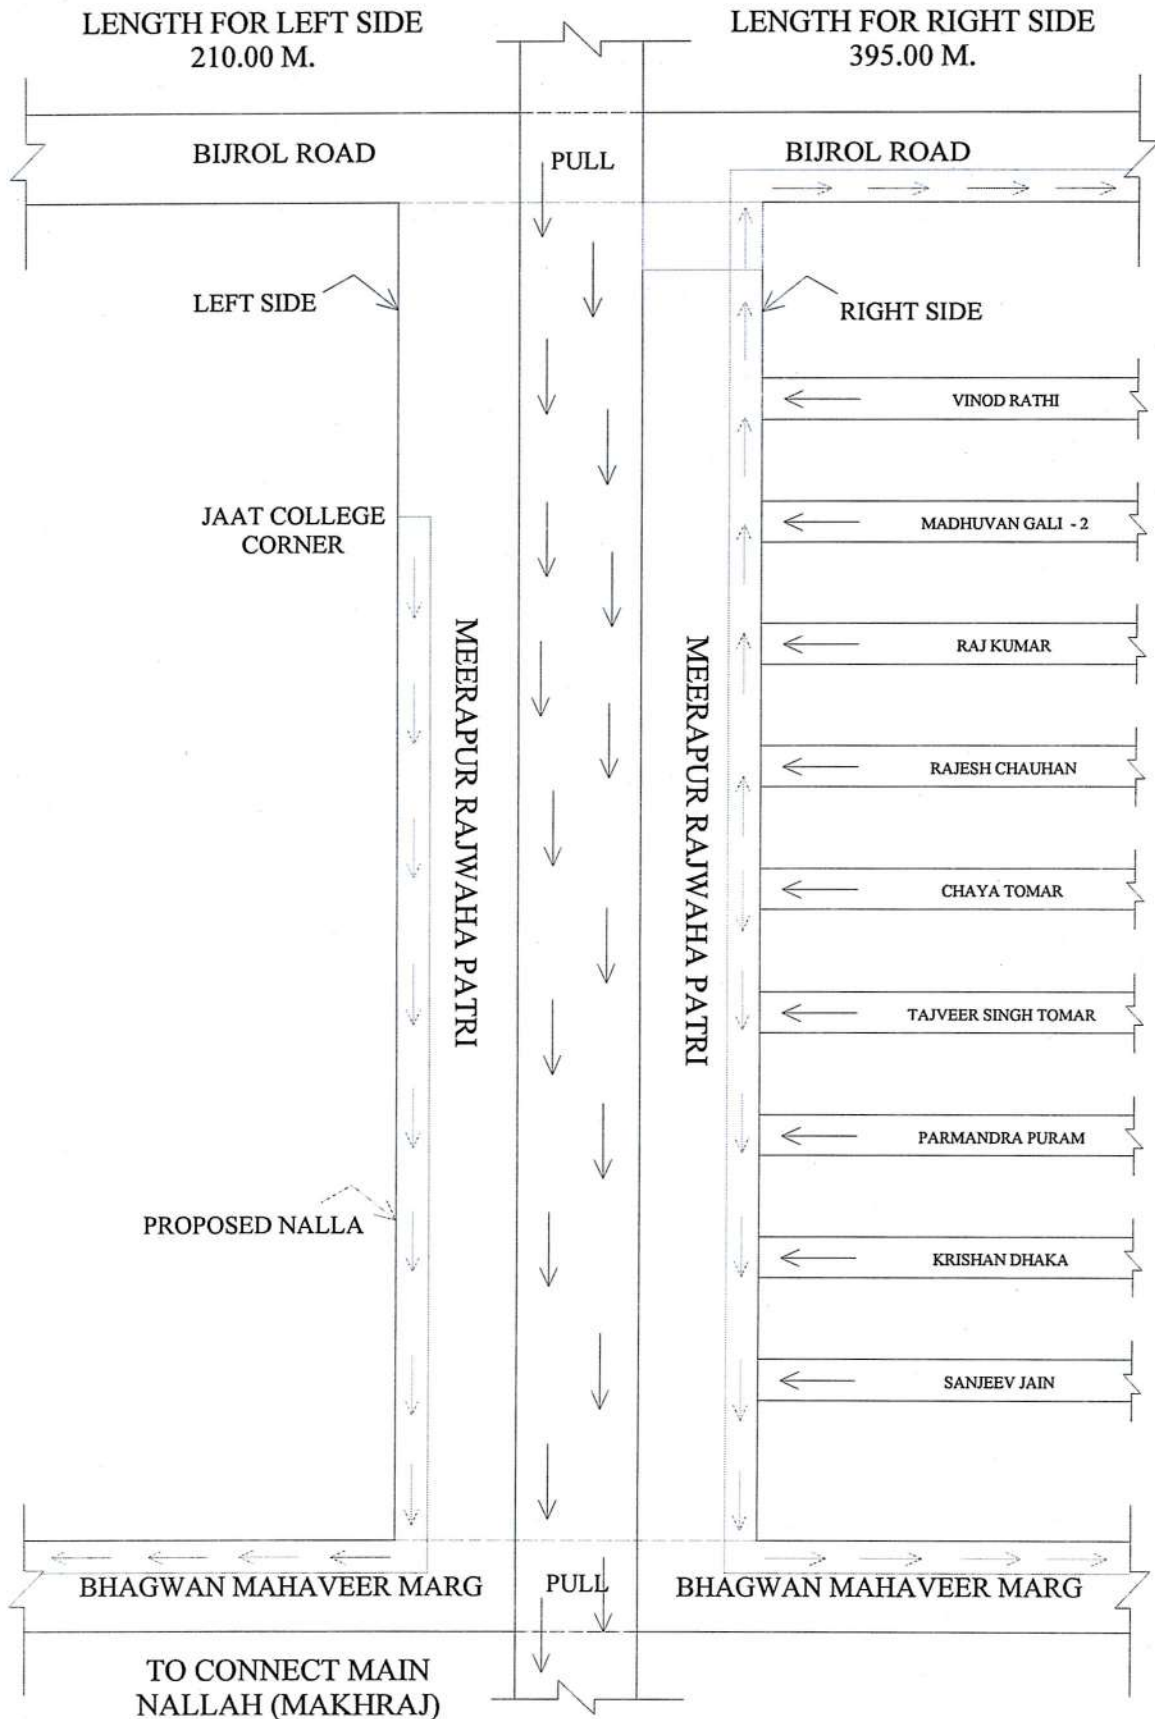 LENGTH FOR LEFT SIDE
210.00 M.
LENGTH FOR RIGHT SIDE
395.00 M.
BIJROL ROAD
PULL
BIJROL ROAD
LEFT SIDE
RIGHT SIDE
VINOD RATHI
JAAT COLLEGE
CORNER
MADHUVAN GALI - 2
MEERAPUR RAJWAHA PATRI
MEERAPUR RAJWAHA PATRI
RAJ KUMAR
RAJESH CHAUHAN
CHAYA TOMAR
TAJVEER SINGH TOMAR
PARMANDRA PURAM
PROPOSED NALLA
KRISHAN DHAKA
SANJEEV JAIN
BHAGWAN MAHAVEER MARG
PULL
BHAGWAN MAHAVEER MARG
TO CONNECT MAIN
NALLAH (MAKHRAJ)